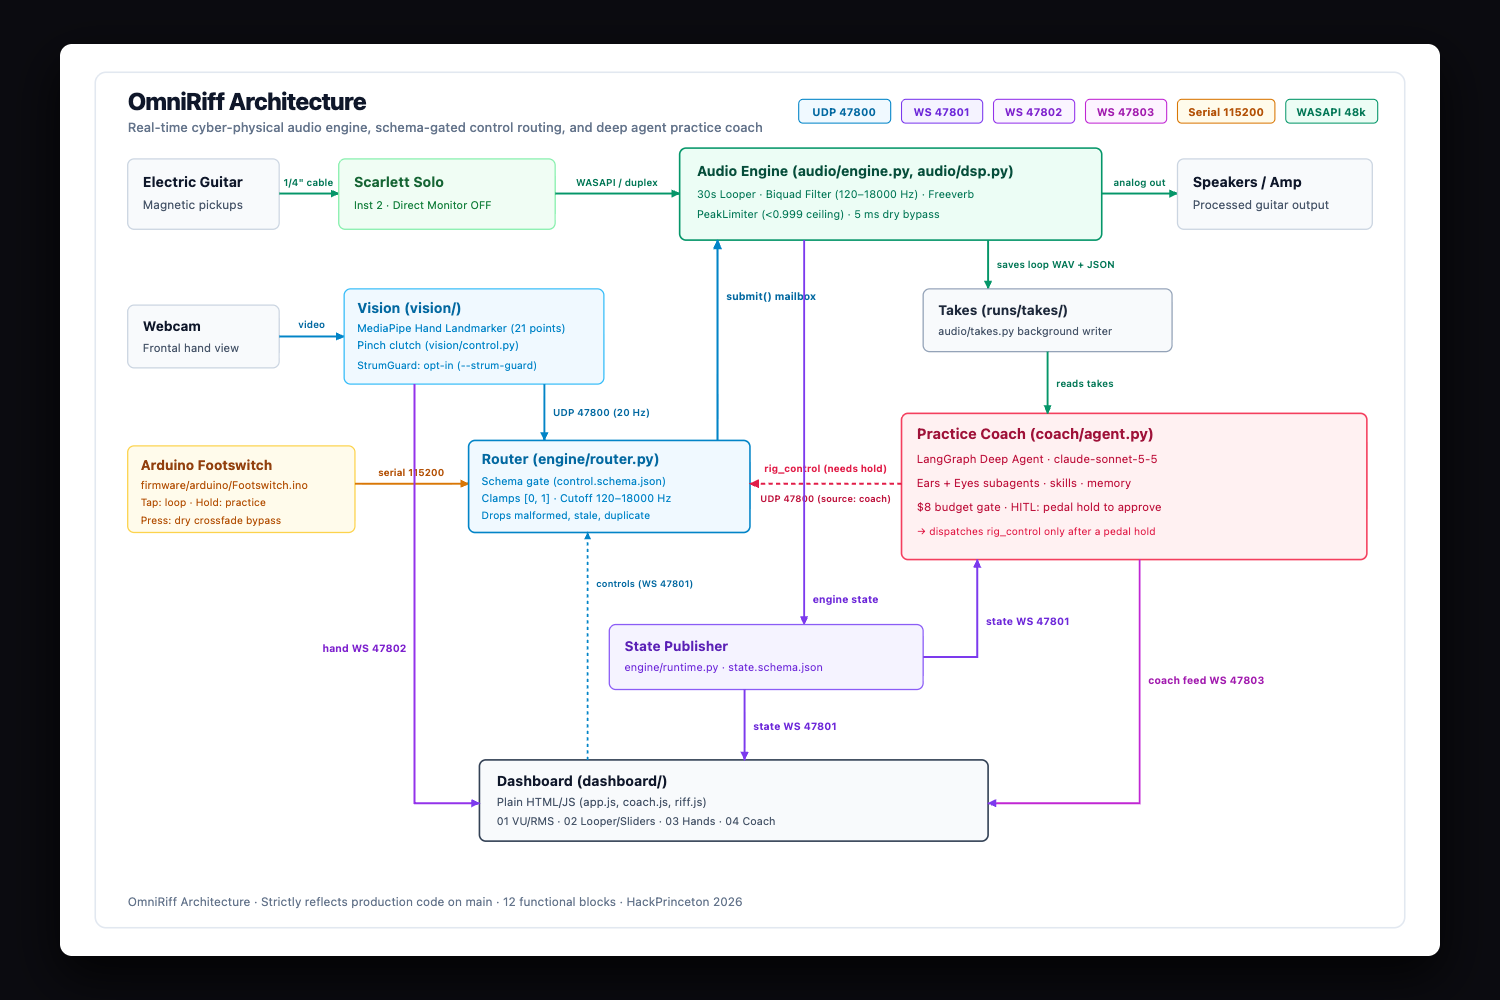 OmniRiff Architecture
Real-time cyber-physical audio engine, schema-gated control routing, and deep agent practice coach
UDP 47800
WS 47801
WS 47802
WS 47803
Serial 115200
WASAPI 48k
Electric Guitar
Magnetic pickups
1/4" cable
Scarlett Solo
Inst 2 · Direct Monitor OFF
WASAPI / duplex
Audio Engine (audio/engine.py, audio/dsp.py)
30s Looper · Biquad Filter (120–18000 Hz) · Freeverb
PeakLimiter (<0.999 ceiling) · 5 ms dry bypass
analog out
Speakers / Amp
Processed guitar output
saves loop WAV + JSON
submit() mailbox
Webcam
Frontal hand view
video
Vision (vision/)
MediaPipe Hand Landmarker (21 points)
Pinch clutch (vision/control.py)
StrumGuard: opt-in (--strum-guard)
Takes (runs/takes/)
audio/takes.py background writer
reads takes
UDP 47800 (20 Hz)
Arduino Footswitch
firmware/arduino/Footswitch.ino
Tap: loop · Hold: practice
Press: dry crossfade bypass
serial 115200
Router (engine/router.py)
Schema gate (control.schema.json)
Clamps [0, 1] · Cutoff 120–18000 Hz
Drops malformed, stale, duplicate
rig_control (needs hold)
UDP 47800 (source: coach)
Practice Coach (coach/agent.py)
LangGraph Deep Agent · claude-sonnet-5-5
Ears + Eyes subagents · skills · memory
$8 budget gate · HITL: pedal hold to approve
→ dispatches rig_control only after a pedal hold
controls (WS 47801)
engine state
State Publisher
engine/runtime.py · state.schema.json
state WS 47801
hand WS 47802
coach feed WS 47803
state WS 47801
Dashboard (dashboard/)
Plain HTML/JS (app.js, coach.js, riff.js)
01 VU/RMS · 02 Looper/Sliders · 03 Hands · 04 Coach
OmniRiff Architecture · Strictly reflects production code on main · 12 functional blocks · HackPrinceton 2026